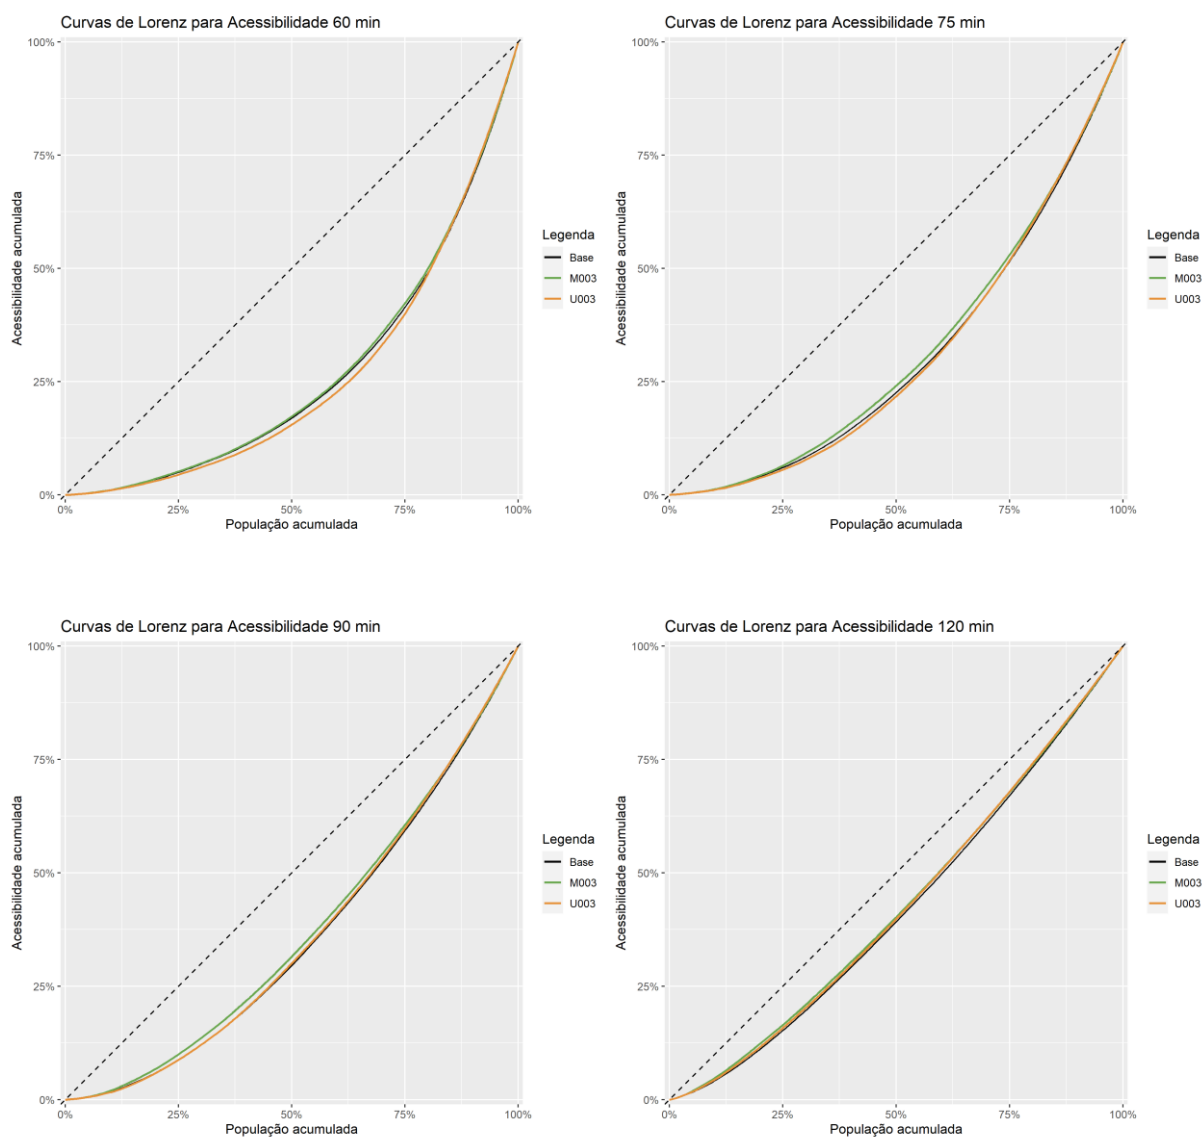 Curvas de Lorenz para Acessibilidade 60 min
100%
75%
50%
25%
0%
Acessibilidade acumulada
0%
25%
50%
75%
100%
População acumulada
Legenda
Base
M003
U003
Curvas de Lorenz para Acessibilidade 75 min
100%
75%
50%
25%
0%
Acessibilidade acumulada
0%
25%
50%
75%
100%
População acumulada
Legenda
Base
M003
U003
Curvas de Lorenz para Acessibilidade 90 min
100%
75%
50%
25%
0%
Acessibilidade acumulada
0%
25%
50%
75%
100%
População acumulada
Legenda
Base
M003
U003
Curvas de Lorenz para Acessibilidade 120 min
100%
75%
50%
25%
0%
Acessibilidade acumulada
0%
25%
50%
75%
100%
População acumulada
Legenda
Base
M003
U003